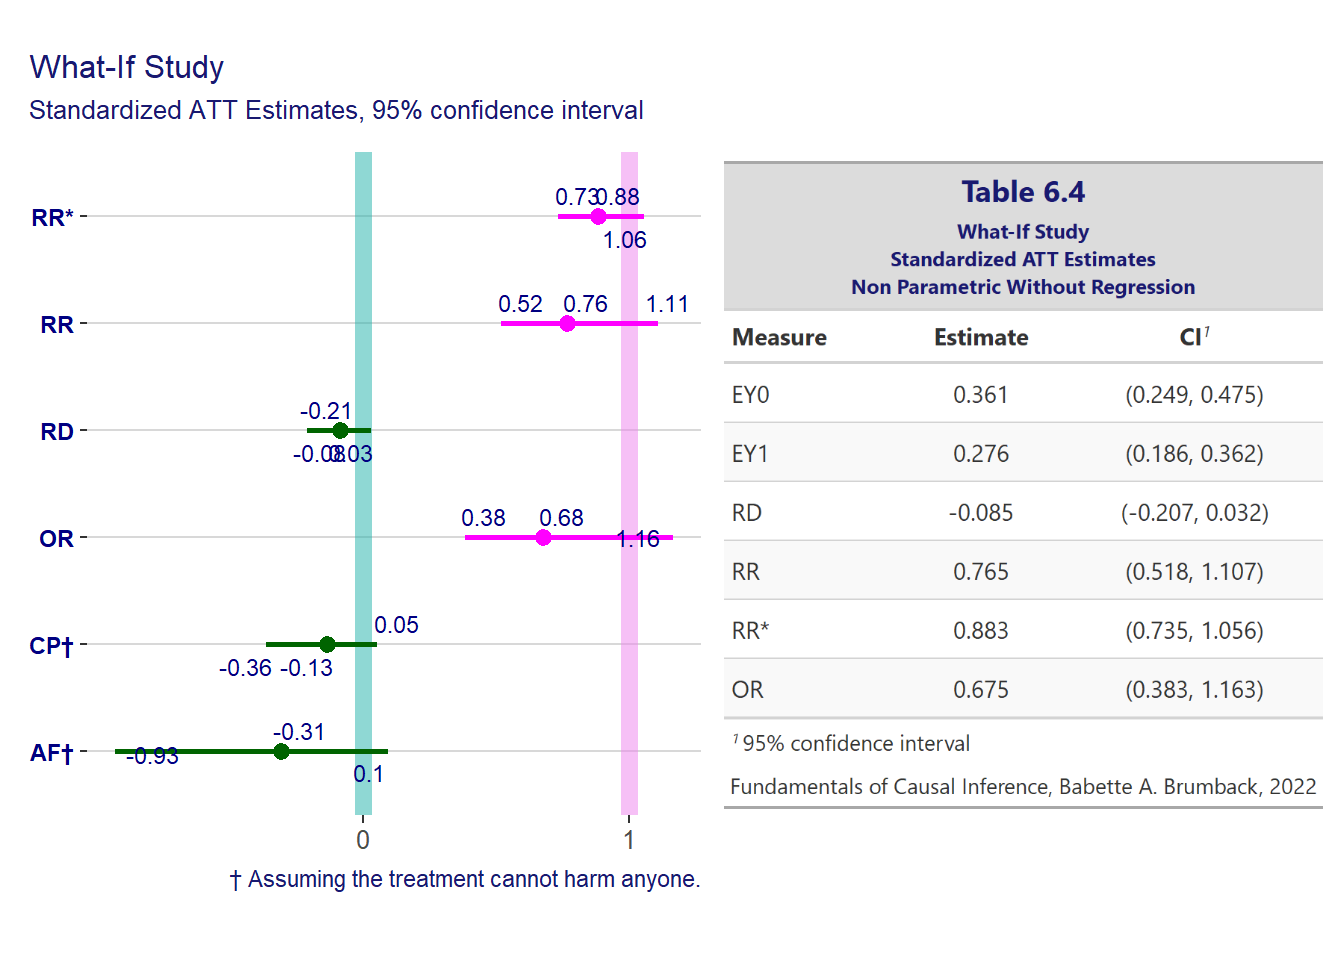 What-If Study
Standardized ATT Estimates, 95% confidence interval
RR*
0.73 0.88
1.06
RR
0.52 0.76 1.11
RD
-0.21
-0.08 0.03
OR
0.38 0.68
1.16
CP†
0.05
-0.36 -0.13
AF†
-0.31
-0.93
0.1
0 1
† Assuming the treatment cannot harm anyone.
Table 6.4
What-If Study
Standardized ATT Estimates
Non Parametric Without Regression
Measure Estimate CI1
EY0 0.361 (0.249, 0.475)
EY1 0.276 (0.186, 0.362)
RD -0.085 (-0.207, 0.032)
RR 0.765 (0.518, 1.107)
RR* 0.883 (0.735, 1.056)
OR 0.675 (0.383, 1.163)
1 95% confidence interval
Fundamentals of Causal Inference, Babette A. Brumback, 2022